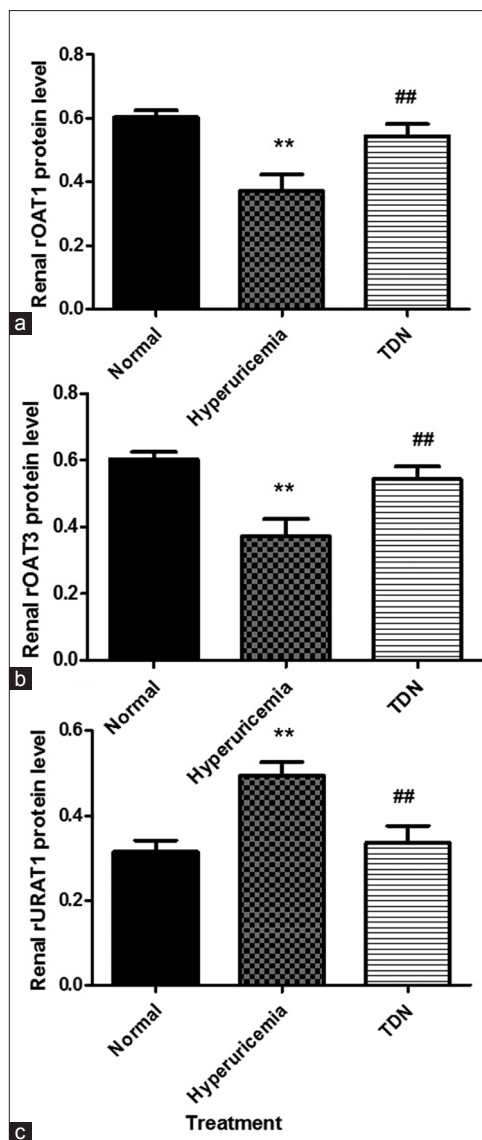 0.8
0.6
0.4
0.2
0.0
Renal rOAT1 protein level
**
##
Normal
Hyperuricemia
TDN
a
0.8
0.6
0.4
0.2
0.0
Renal rOAT3 protein level
**
##
Normal
Hyperuricemia
TDN
b
0.6
0.4
0.2
0.0
Renal rURAT1 protein level
**
##
Normal
Hyperuricemia
TDN
Treatment
c